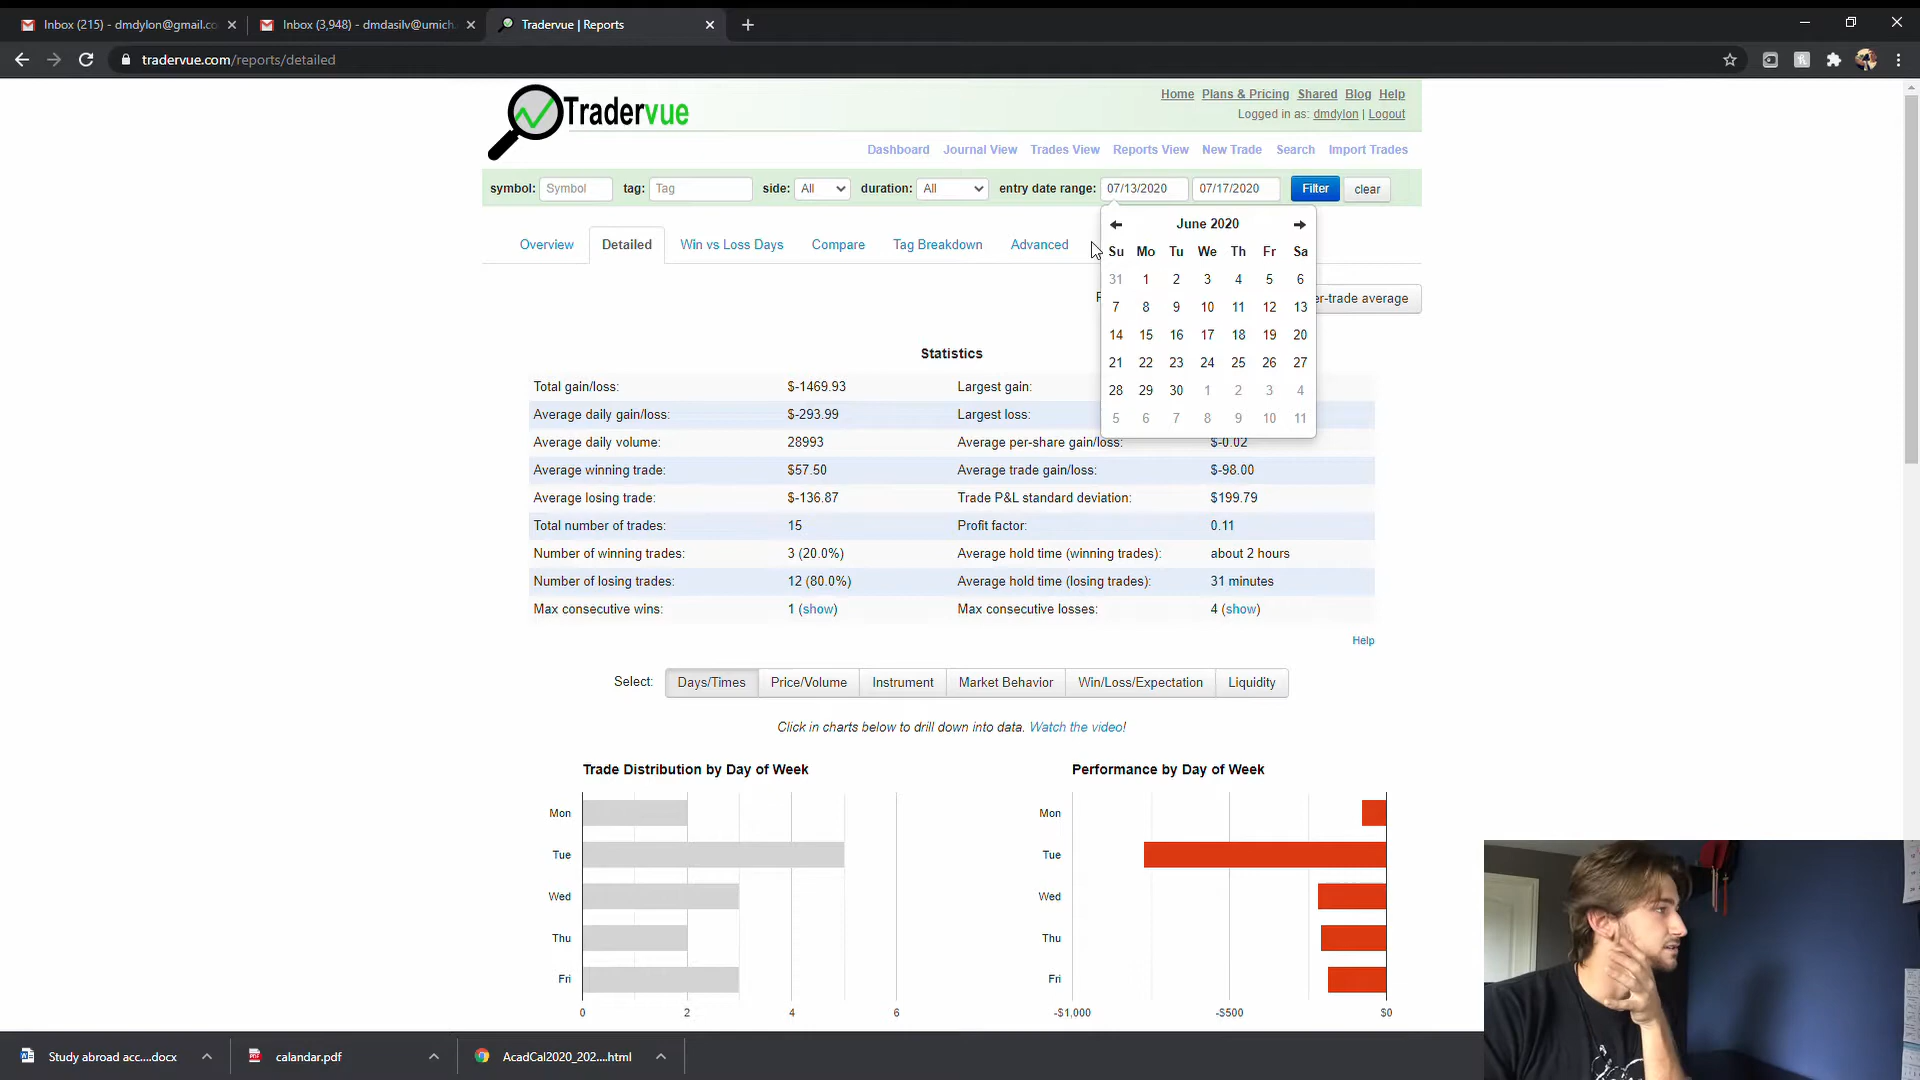 Inbox (215) - dmdylon@gmail.co
Inbox (3,948) - dmdasilv@umich.
Tradervue | Reports
tradervue.com/reports/detailed
Tradervue
Home Plans & Pricing Shared Blog Help
Logged in as: dmdylon | Logout
Dashboard Journal View Trades View Reports View New Trade Search Import Trades
symbol: Symbol tag: Tag side: All duration: All entry date range: 07/13/2020 07/17/2020 Filter clear
Overview Detailed Win vs Loss Days Compare Tag Breakdown Advanced
June 2020
Su Mo Tu We Th Fr Sa
31 1 2 3 4 5 6
7 8 9 10 11 12 13
14 15 16 17 18 19 20
21 22 23 24 25 26 27
28 29 30 1 2 3 4
5 6 7 8 9 10 11
er-trade average
Statistics
Total gain/loss: $-1469.93 Largest gain:
Average daily gain/loss: $-293.99 Largest loss:
Average daily volume: 28993 Average per-share gain/loss: $-0.02
Average winning trade: $57.50 Average trade gain/loss: $-98.00
Average losing trade: $-136.87 Trade P&L standard deviation: $199.79
Total number of trades: 15 Profit factor: 0.11
Number of winning trades: 3 (20.0%) Average hold time (winning trades): about 2 hours
Number of losing trades: 12 (80.0%) Average hold time (losing trades): 31 minutes
Max consecutive wins: 1 (show) Max consecutive losses: 4 (show)
Help
Select: Days/Times Price/Volume Instrument Market Behavior Win/Loss/Expectation Liquidity
Click in charts below to drill down into data. Watch the video!
Trade Distribution by Day of Week
Mon
Tue
Wed
Thu
Fri
0 2 4 6
Performance by Day of Week
Mon
Tue
Wed
Thu
Fri
-$1,000 -$500 $0
Study abroad acc....docx
calandar.pdf
AcadCal2020_202....html